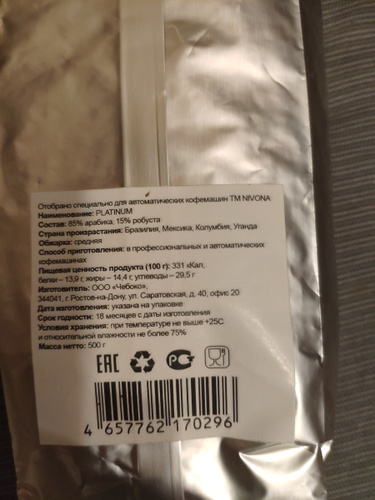 Отобрано специально для автоматических кофемашин ТМ NIVONA
Наименование: PLATINUM
Состав: 85% арабика, 15% робуста
Страна произрастания: Бразилия, Мексика, Колумбия, Уганда
Обжарка: средняя
Способ приготовления: в профессиональных и автоматических
кофемашинах
Пищевая ценность продукта (100 г): 331 кКал,
белки – 13,9 г, жиры – 14,4 г, углеводы – 29,5 г
Изготовитель: ООО «Чебоко»,
344041, г. Ростов-на-Дону, ул. Саратовская, д. 40, офис 20
Дата изготовления: указана на упаковке
Срок годности: 18 месяцев с даты изготовления
Условия хранения: при температуре не выше +25С
и относительной влажности не более 75%
Масса нетто: 500 г
EAC PC
4 657762 170296